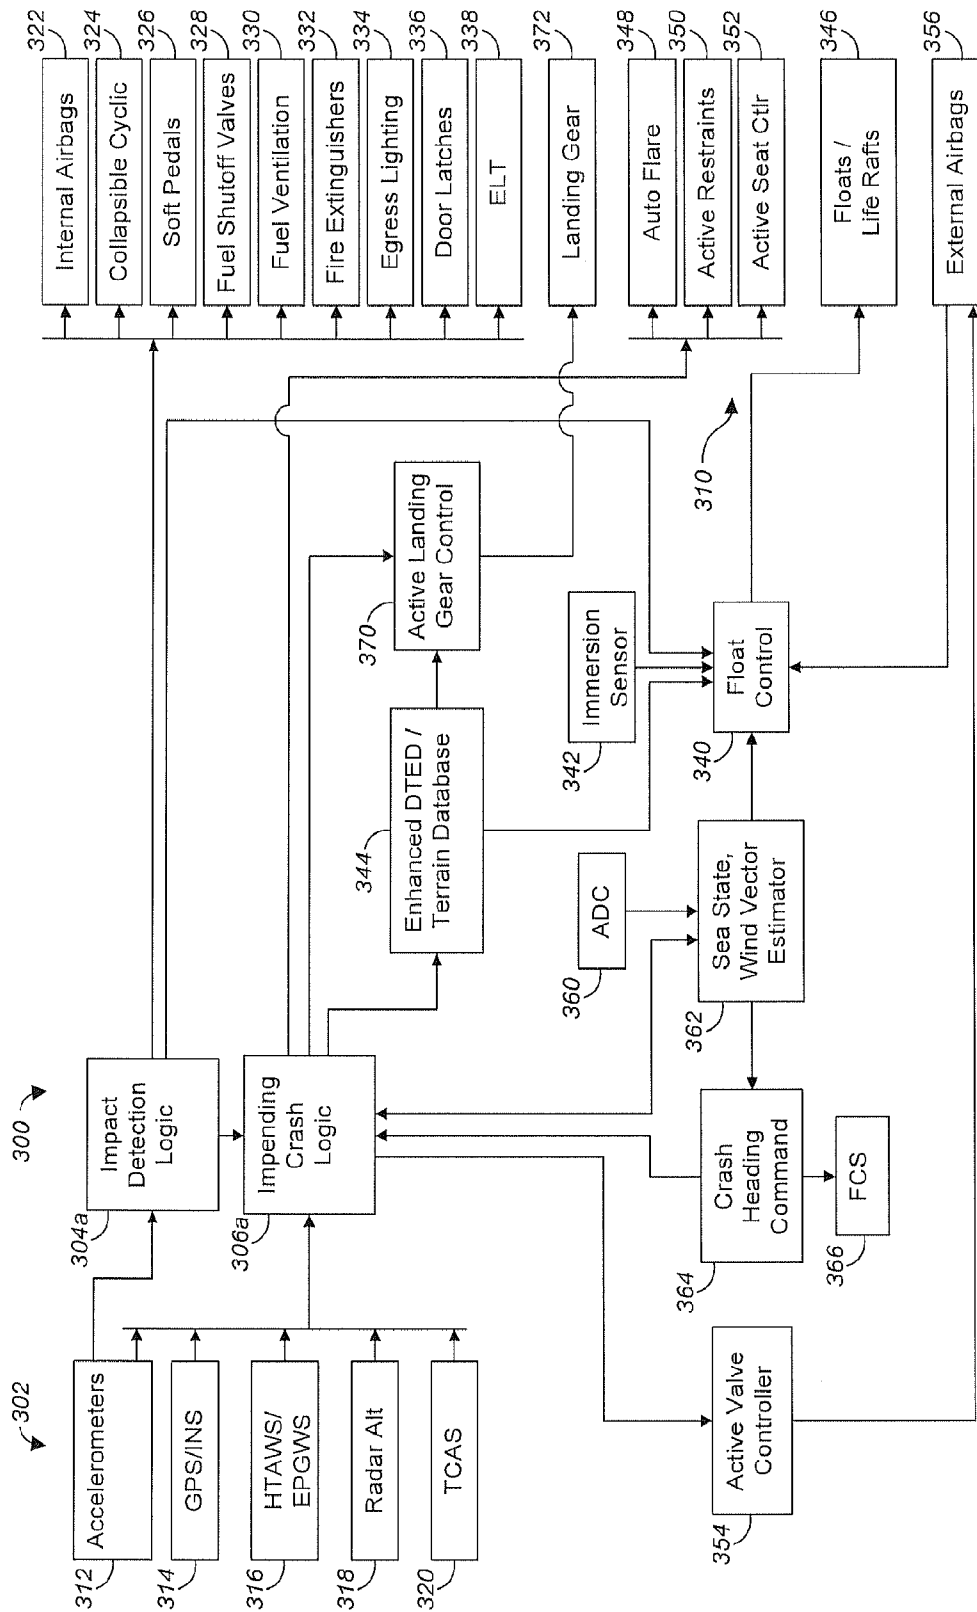 300
302
312
Accelerometers
314
GPS/INS
316
HTAWS/
EPGWS
318
Radar Alt
320
TCAS
304a
Impact
Detection
Logic
306a
Impending
Crash
Logic
344
Enhanced DTED /
Terrain Database
370
Active Landing
Gear Control
342
Immersion
Sensor
340
Float
Control
360
ADC
362
Sea State,
Wind Vector
Estimator
364
Crash
Heading
Command
366
FCS
354
Active Valve
Controller
310
Internal Airbags
322
Collapsible Cyclic
324
Soft Pedals
326
Fuel Shutoff Valves
328
Fuel Ventilation
330
Fire Extinguishers
332
Egress Lighting
334
Door Latches
336
ELT
338
Landing Gear
372
Auto Flare
348
Active Restraints
350
Active Seat Ctlr
352
Floats /
Life Rafts
346
External Airbags
356